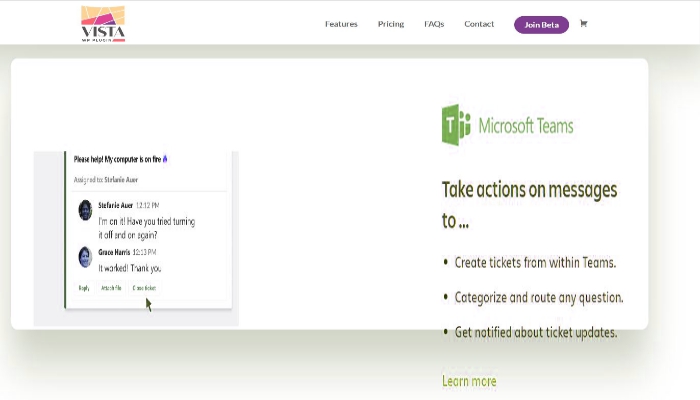 VISTA
WP PLUGIN
Features Pricing FAQs Contact Join Beta
Microsoft Teams
Take actions on messages
to ...
• Create tickets from within Teams.
• Categorize and route any question.
• Get notified about ticket updates.
Learn more
Please help! My computer is on fire
Assigned to: Stefanie Auer
Stefanie Auer 12:12 PM
I'm on it! Have you tried turning
it off and on again?
Grace Harris 12:13 PM
It worked! Thank you
Reply Attach file Close ticket